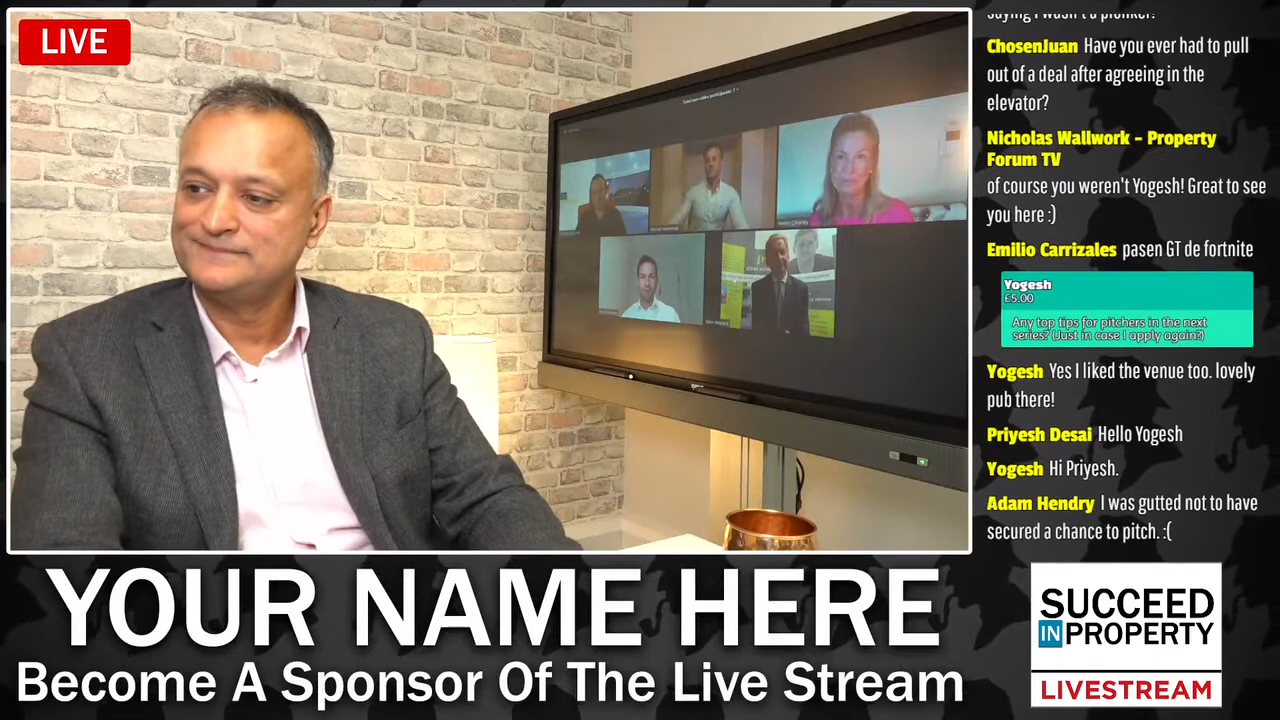 LIVE
ChosenJuan Have you ever had to pull
out of a deal after agreeing in the
elevator?
Nicholas Wallwork - Property
Forum TV
of course you weren't Yogesh! Great to see
you here :)
Emilio Carrizales pasen GT de fortnite
Yogesh
£5.00
Any top tips for pitchers in the next
series? (Just in case I apply again?)
Yogesh Yes I liked the venue too. lovely
pub there!
Priyesh Desai Hello Yogesh
Yogesh Hi Priyesh.
Adam Hendry I was gutted not to have
secured a chance to pitch. :(
YOUR NAME HERE
Become A Sponsor Of The Live Stream
SUCCEED
IN PROPERTY
LIVESTREAM